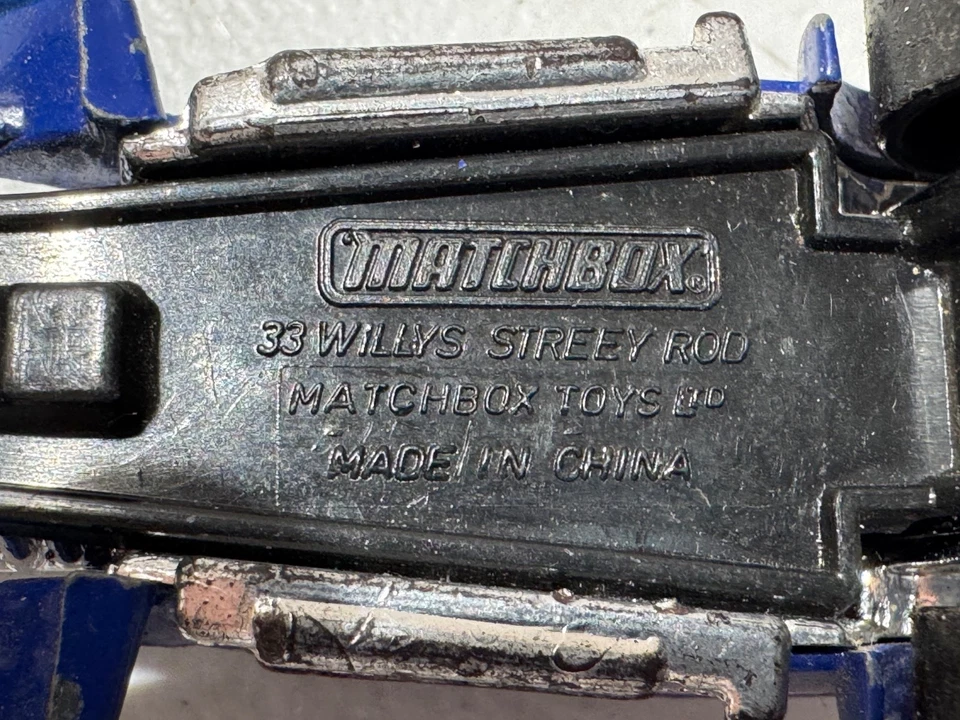 "MATCHBOX"®
33 WILLYS STREEY ROD
MATCHBOX TOYS LTD
MADE IN CHINA